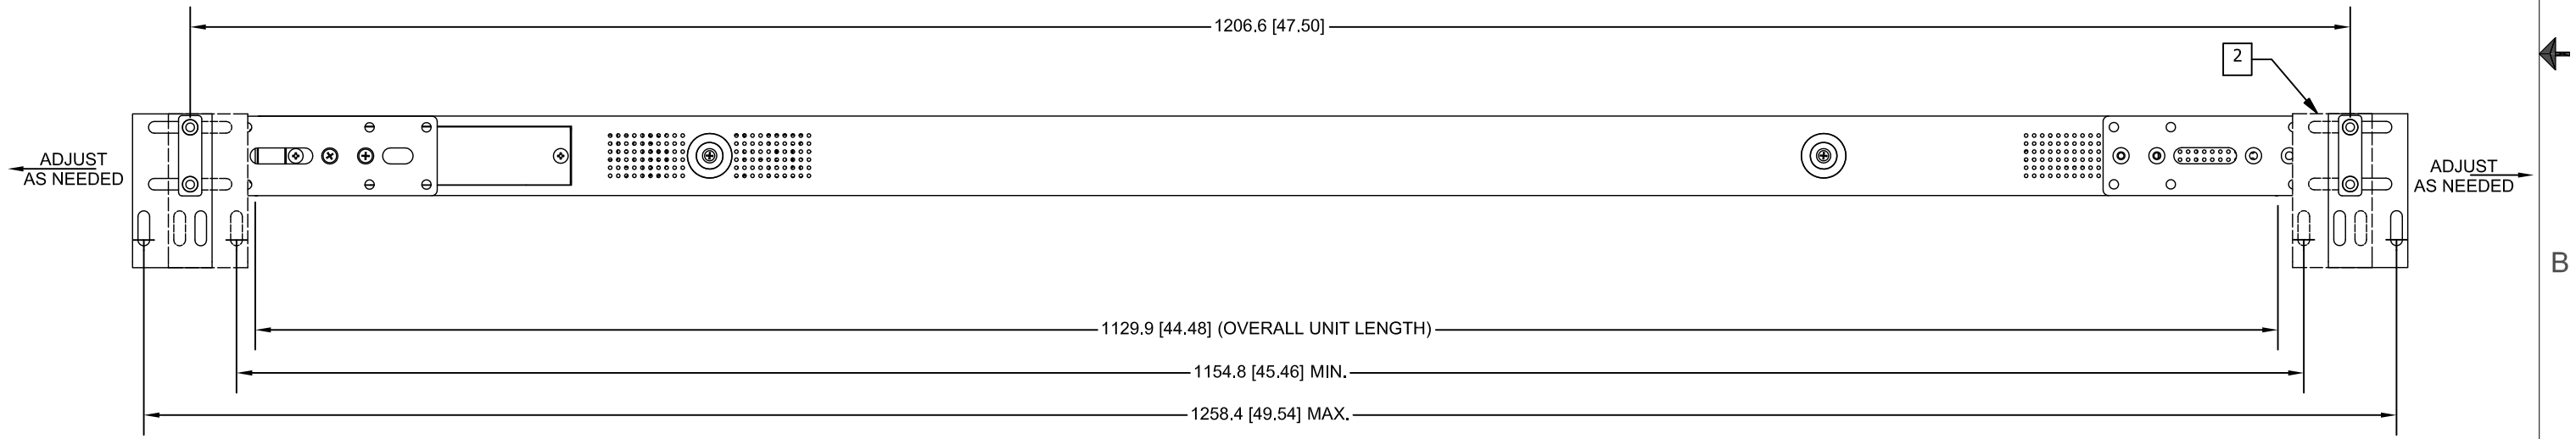 1206.6 [47.50]
2
ADJUST
AS NEEDED
ADJUST
AS NEEDED
B
1129.9 [44.48] (OVERALL UNIT LENGTH)
1154.8 [45.46] MIN.
1258.4 [49.54] MAX.